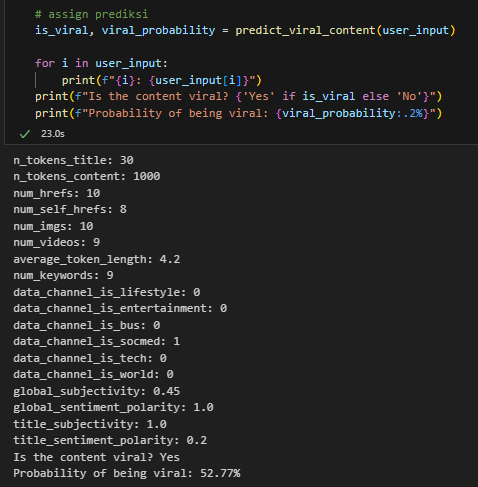 # assign prediksi
is_viral, viral_probability = predict_viral_content(user_input)
for i in user_input:
print(f"{i}: {user_input[i]}")
print(f"Is the content viral? {'Yes' if is_viral else 'No'}")
print(f"Probability of being viral: {viral_probability:.2%}")
23.0s
n_tokens_title: 30
n_tokens_content: 1000
num_hrefs: 10
num_self_hrefs: 8
num_imgs: 10
num_videos: 9
average_token_length: 4.2
num_keywords: 9
data_channel_is_lifestyle: 0
data_channel_is_entertainment: 0
data_channel_is_bus: 0
data_channel_is_socmed: 1
data_channel_is_tech: 0
data_channel_is_world: 0
global_subjectivity: 0.45
global_sentiment_polarity: 1.0
title_subjectivity: 1.0
title_sentiment_polarity: 0.2
Is the content viral? Yes
Probability of being viral: 52.77%